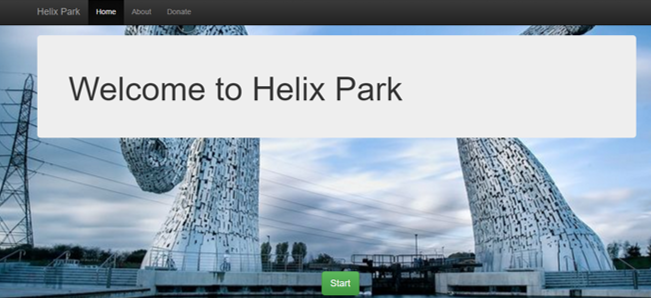 Helix Park Home About Donate
Welcome to Helix Park
Start